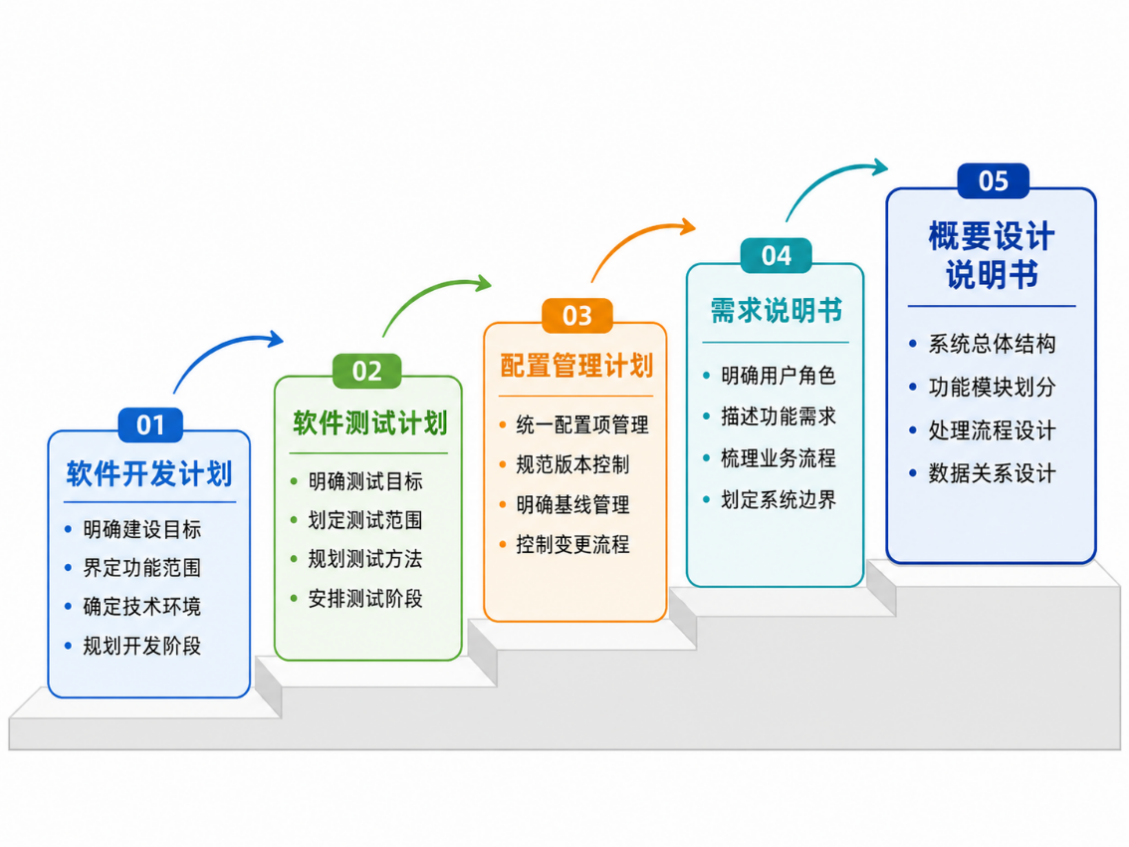 01
软件开发计划
明确建设目标
界定功能范围
确定技术环境
规划开发阶段
02
软件测试计划
明确测试目标
划定测试范围
规划测试方法
安排测试阶段
03
配置管理计划
统一配置项管理
规范版本控制
明确基线管理
控制变更流程
04
需求说明书
明确用户角色
描述功能需求
梳理业务流程
划定系统边界
05
概要设计
说明书
系统总体结构
功能模块划分
处理流程设计
数据关系设计